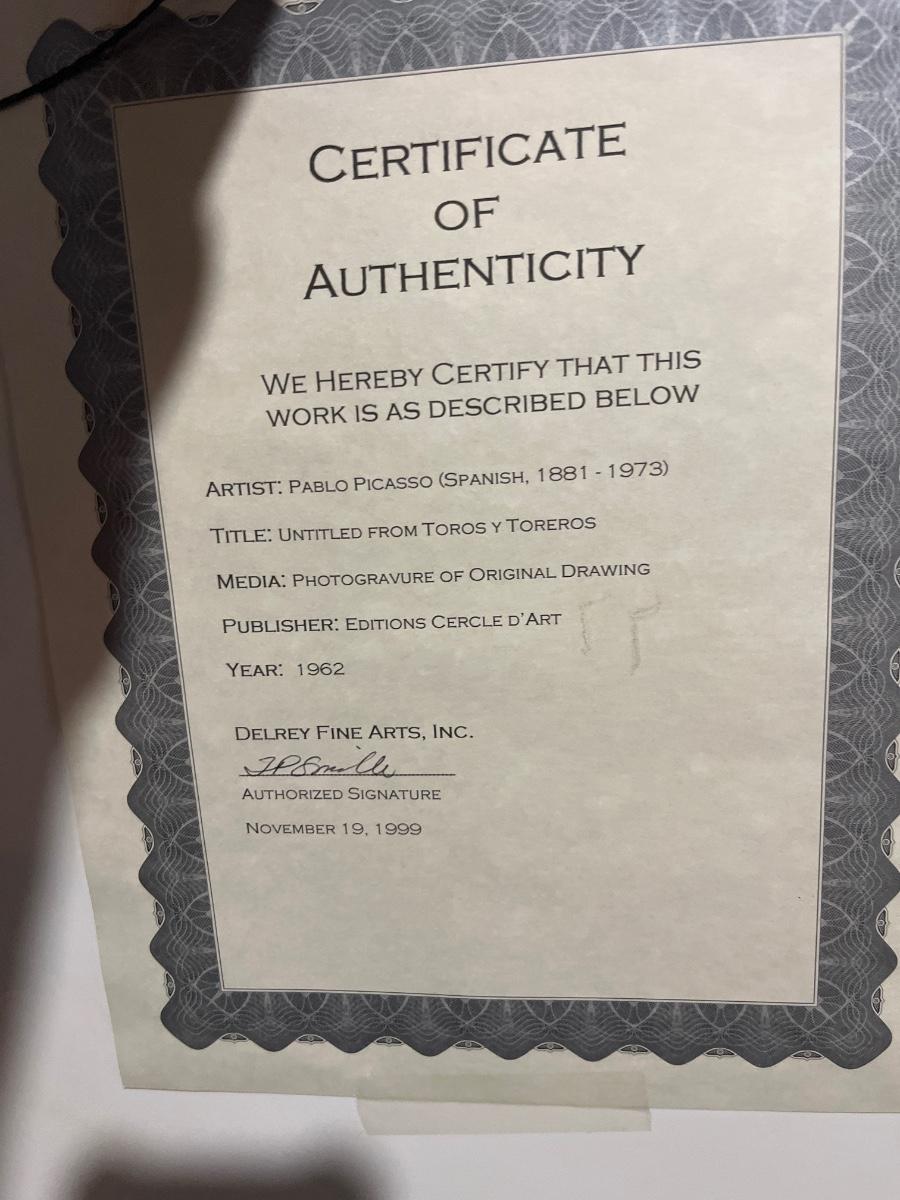 CERTIFICATE
OF
AUTHENTICITY
WE HEREBY CERTIFY THAT THIS
WORK IS AS DESCRIBED BELOW
ARTIST: PABLO PICASSO (SPANISH, 1881 - 1973)
TITLE: UNTITLED FROM TOROS Y TOREROS
MEDIA: PHOTOGRAVURE OF ORIGINAL DRAWING
PUBLISHER: EDITIONS CERCLE D'ART
YEAR: 1962
DELREY FINE ARTS, INC.
AUTHORIZED SIGNATURE
NOVEMBER 19, 1999